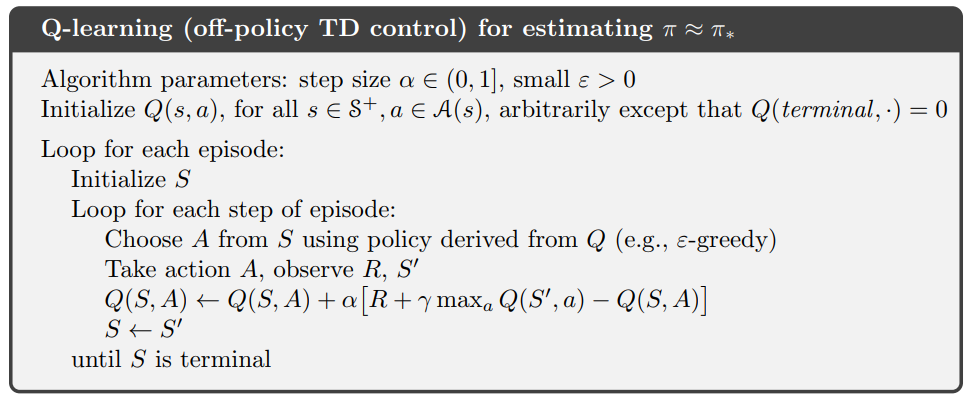 Q-learning (off-policy TD control) for estimating π ≈ π∗
Algorithm parameters: step size α ∈ (0, 1], small ε > 0
Initialize Q(s, a), for all s ∈ 𝒮⁺, a ∈ 𝒜(s), arbitrarily except that Q(terminal, ·) = 0
Loop for each episode:
Initialize S
Loop for each step of episode:
Choose A from S using policy derived from Q (e.g., ε-greedy)
Take action A, observe R, S′
Q(S, A) ← Q(S, A) + α[R + γ maxₐ Q(S′, a) − Q(S, A)]
S ← S′
until S is terminal